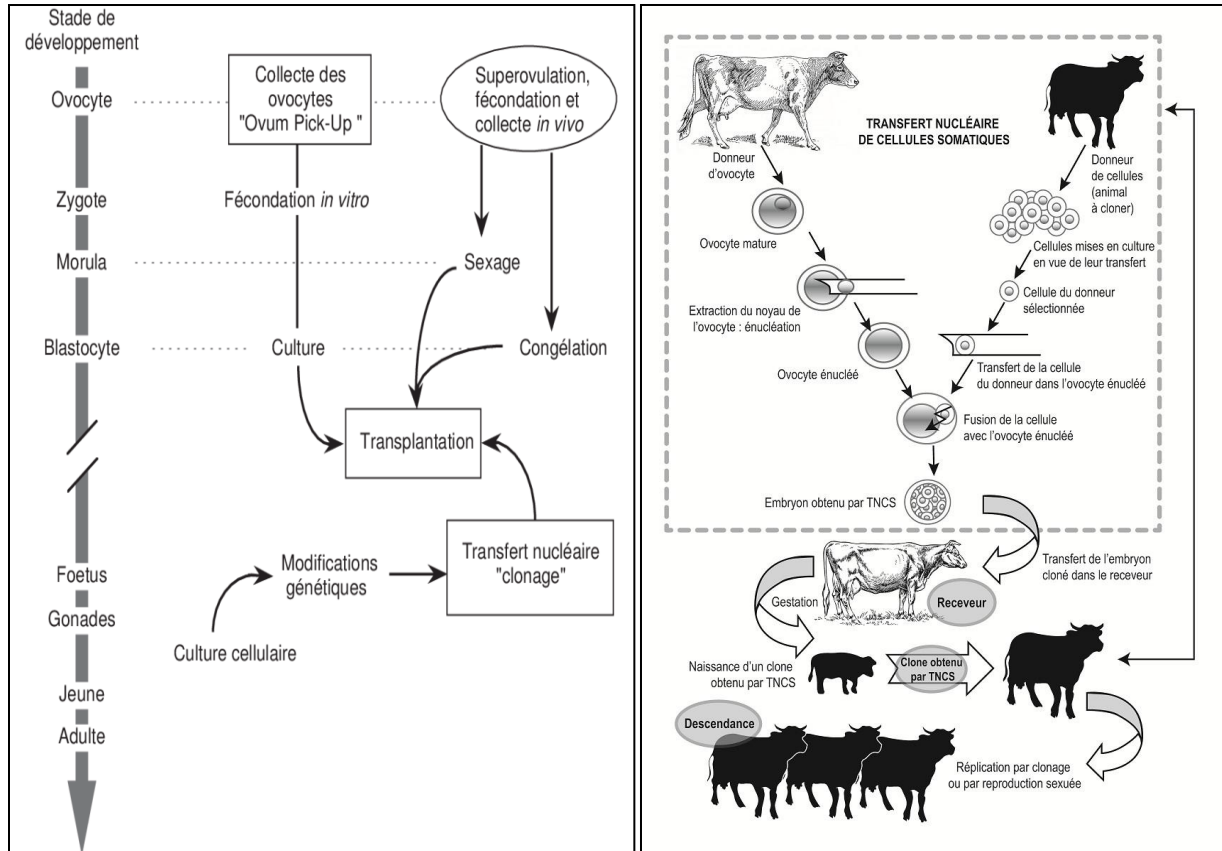 Stade de
développement
Ovocyte
Zygote
Morula
Blastocyte
Foetus
Gonades
Jeune
Adulte
Collecte des
ovocytes
"Ovum Pick-Up "
Superovulation,
fécondation et
collecte in vivo
Fécondation in vitro
Sexage
Culture
Congélation
Transplantation
Transfert nucléaire
"clonage"
Modifications
génétiques
Culture cellulaire
TRANSFERT NUCLÉAIRE
DE CELLULES SOMATIQUES
Donneur
d'ovocyte
Donneur
de cellules
(animal
à cloner)
Ovocyte mature
Cellules mises en culture
en vue de leur transfert
Extraction du noyau de
l'ovocyte : énucléation
Cellule du donneur
sélectionnée
Ovocyte énucléé
Transfert de la cellule
du donneur dans l'ovocyte énucléé
Fusion de la cellule
avec l'ovocyte énucléé
Embryon obtenu par TNCS
Transfert de l'embryon
cloné dans le receveur
Gestation
Receveur
Naissance d'un clone
obtenu par TNCS
Clone obtenu
par TNCS
Descendance
Réplication par clonage
ou par reproduction sexuée